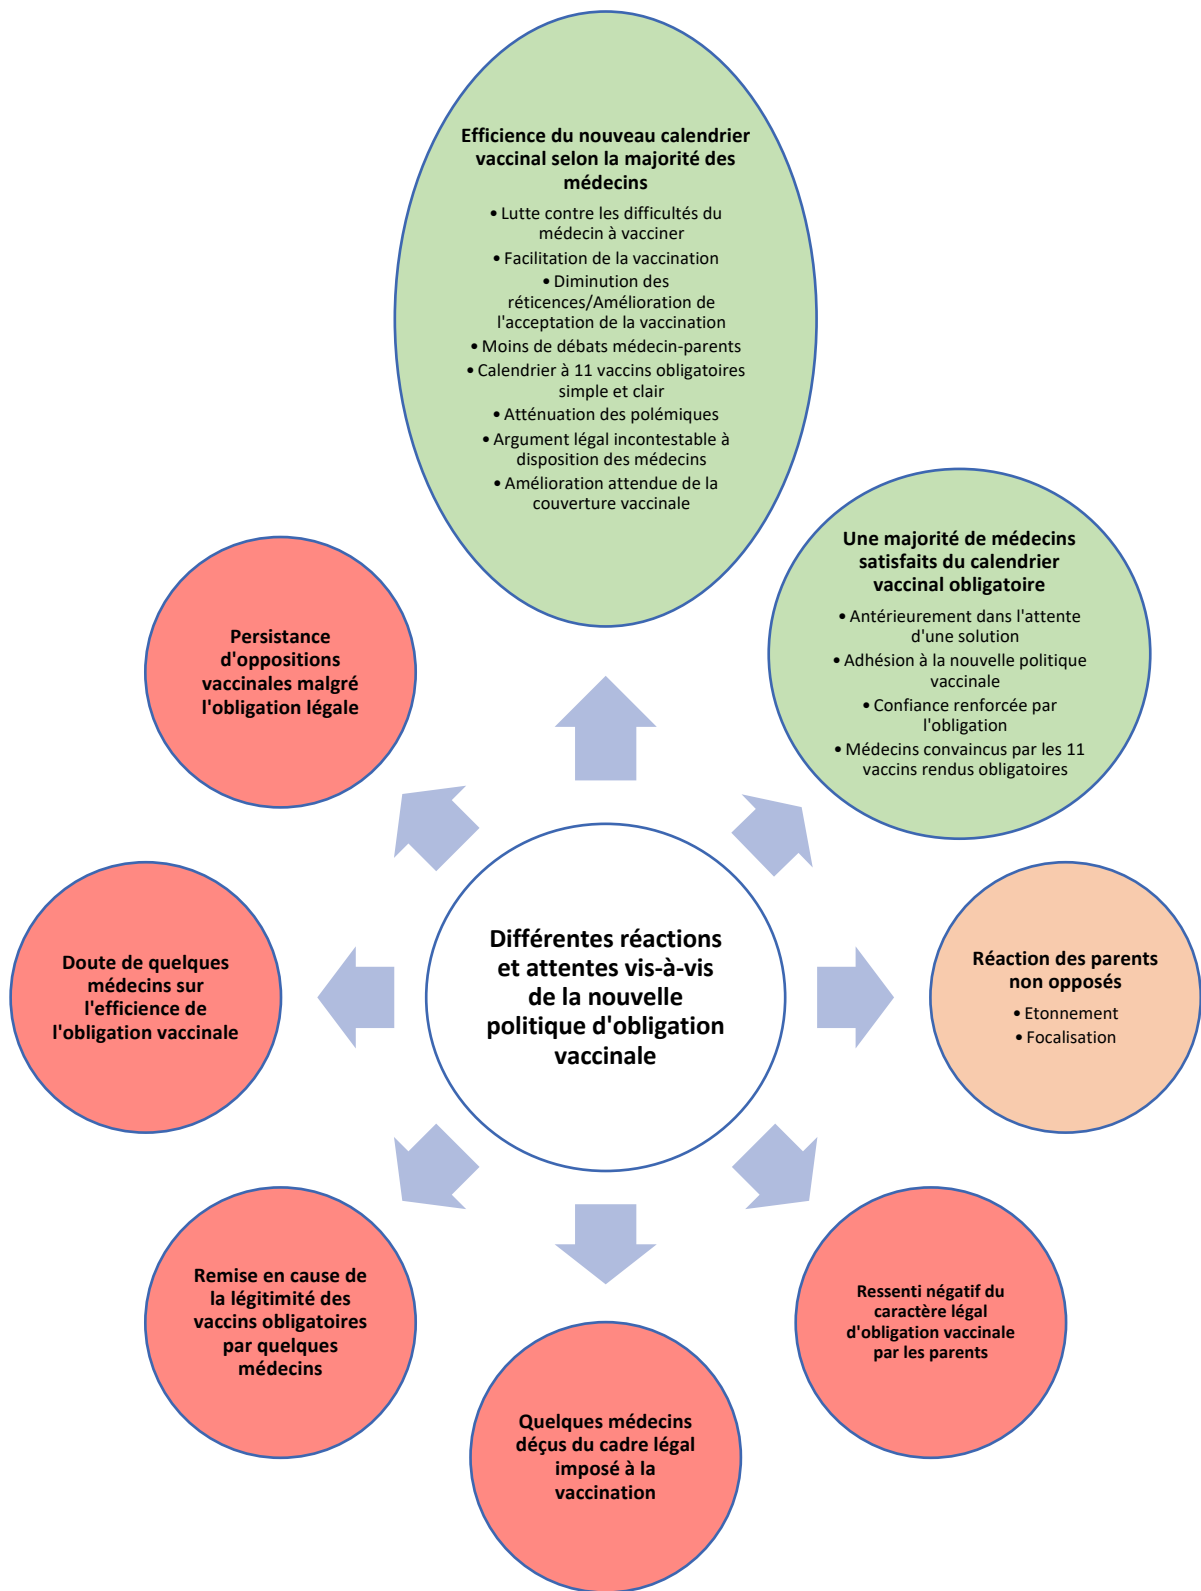 Efficience du nouveau calendrier
vaccinal selon la majorité des
médecins
• Lutte contre les difficultés du
médecin à vacciner
• Facilitation de la vaccination
• Diminution des
réticences/Amélioration de
l'acceptation de la vaccination
• Moins de débats médecin-parents
• Calendrier à 11 vaccins obligatoires
simple et clair
• Atténuation des polémiques
• Argument légal incontestable à
disposition des médecins
• Amélioration attendue de la
couverture vaccinale
Une majorité de médecins
satisfaits du calendrier
vaccinal obligatoire
• Antérieurement dans l'attente
d'une solution
• Adhésion à la nouvelle politique
vaccinale
• Confiance renforcée par
l'obligation
• Médecins convaincus par les 11
vaccins rendus obligatoires
Persistance
d'oppositions
vaccinales malgré
l'obligation légale
Doute de quelques
médecins sur
l'efficience de
l'obligation vaccinale
Différentes réactions
et attentes vis-à-vis
de la nouvelle
politique d'obligation
vaccinale
Réaction des parents
non opposés
• Etonnement
• Focalisation
Remise en cause de
la légitimité des
vaccins obligatoires
par quelques
médecins
Quelques médecins
déçus du cadre légal
imposé à la
vaccination
Ressenti négatif du
caractère légal
d'obligation vaccinale
par les parents